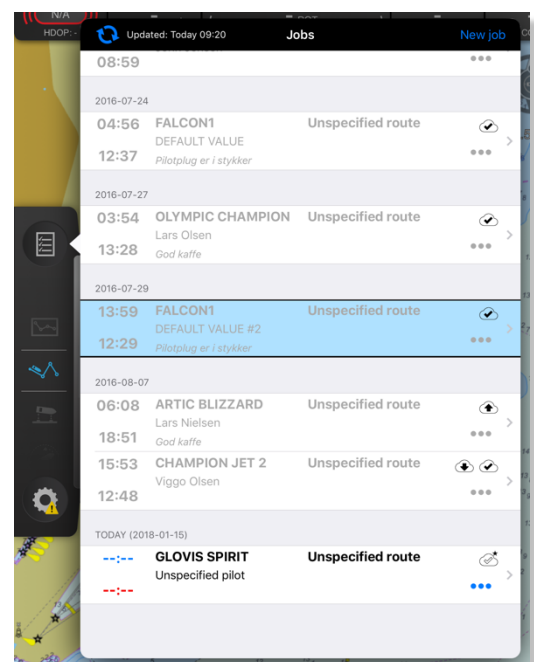 N/A
HDOP: -
Updated: Today 09:20
Jobs
New job
08:59
2016-07-24
04:56 FALCON1 Unspecified route
DEFAULT VALUE
12:37 Pilotplug er i stykker
2016-07-27
03:54 OLYMPIC CHAMPION Unspecified route
Lars Olsen
13:28 God kaffe
2016-07-29
13:59 FALCON1 Unspecified route
DEFAULT VALUE #2
12:29 Pilotplug er i stykker
2016-08-07
06:08 ARTIC BLIZZARD Unspecified route
Lars Nielsen
18:51 God kaffe
15:53 CHAMPION JET 2 Unspecified route
Viggo Olsen
12:48
TODAY (2018-01-15)
--:-- GLOVIS SPIRIT Unspecified route
Unspecified pilot
--:--